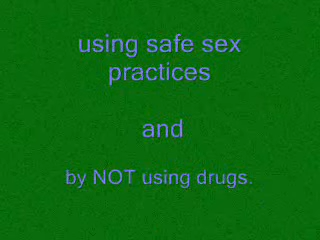 using safe sex
practices
and
by NOT using drugs.